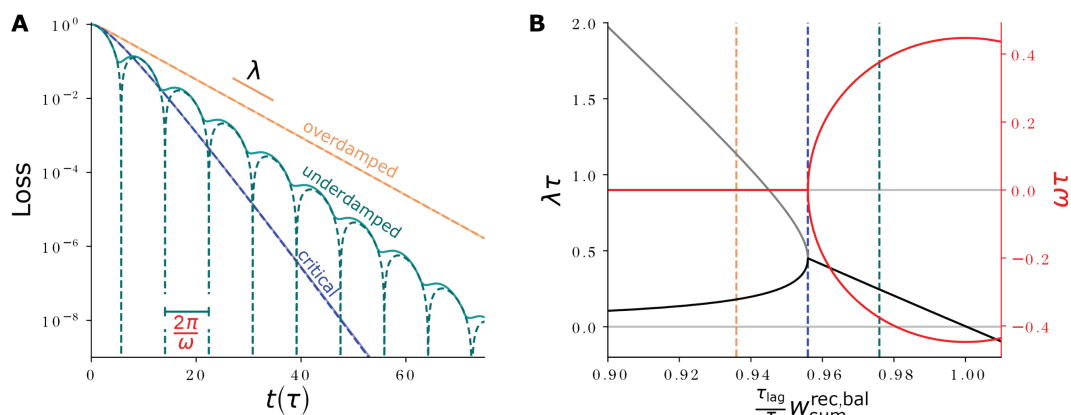 A
Loss
10^0
10^-2
10^-4
10^-6
10^-8
0
20
40
60
t(τ)
λ
overdamped
underdamped
critical
2π
ω
B
λτ
2.0
1.5
1.0
0.5
0.0
0.90
0.92
0.94
0.96
0.98
1.00
τ_lag/τ W_sum^rec,bal
0.4
0.2
0.0
−0.2
−0.4
ωτ